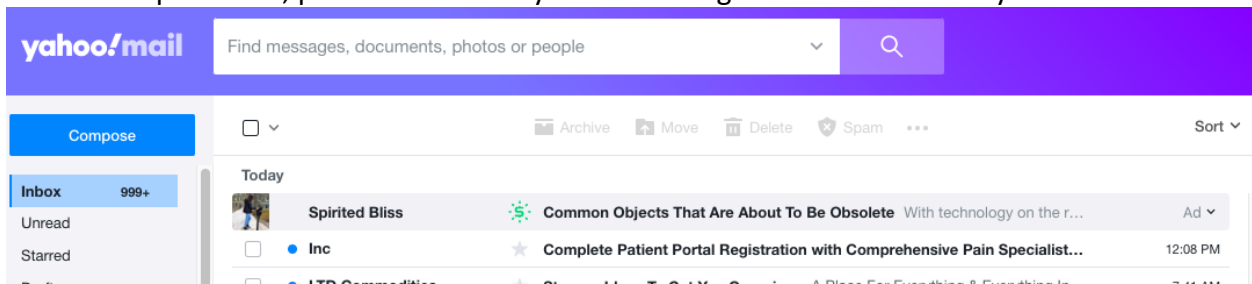 yahoo!mail
Find messages, documents, photos or people
Compose
Archive Move Delete Spam
Sort
Today
Inbox 999+
Spirited Bliss Common Objects That Are About To Be Obsolete With technology on the r... Ad
Unread
Inc Complete Patient Portal Registration with Comprehensive Pain Specialist... 12:08 PM
Starred
LTD Commodities